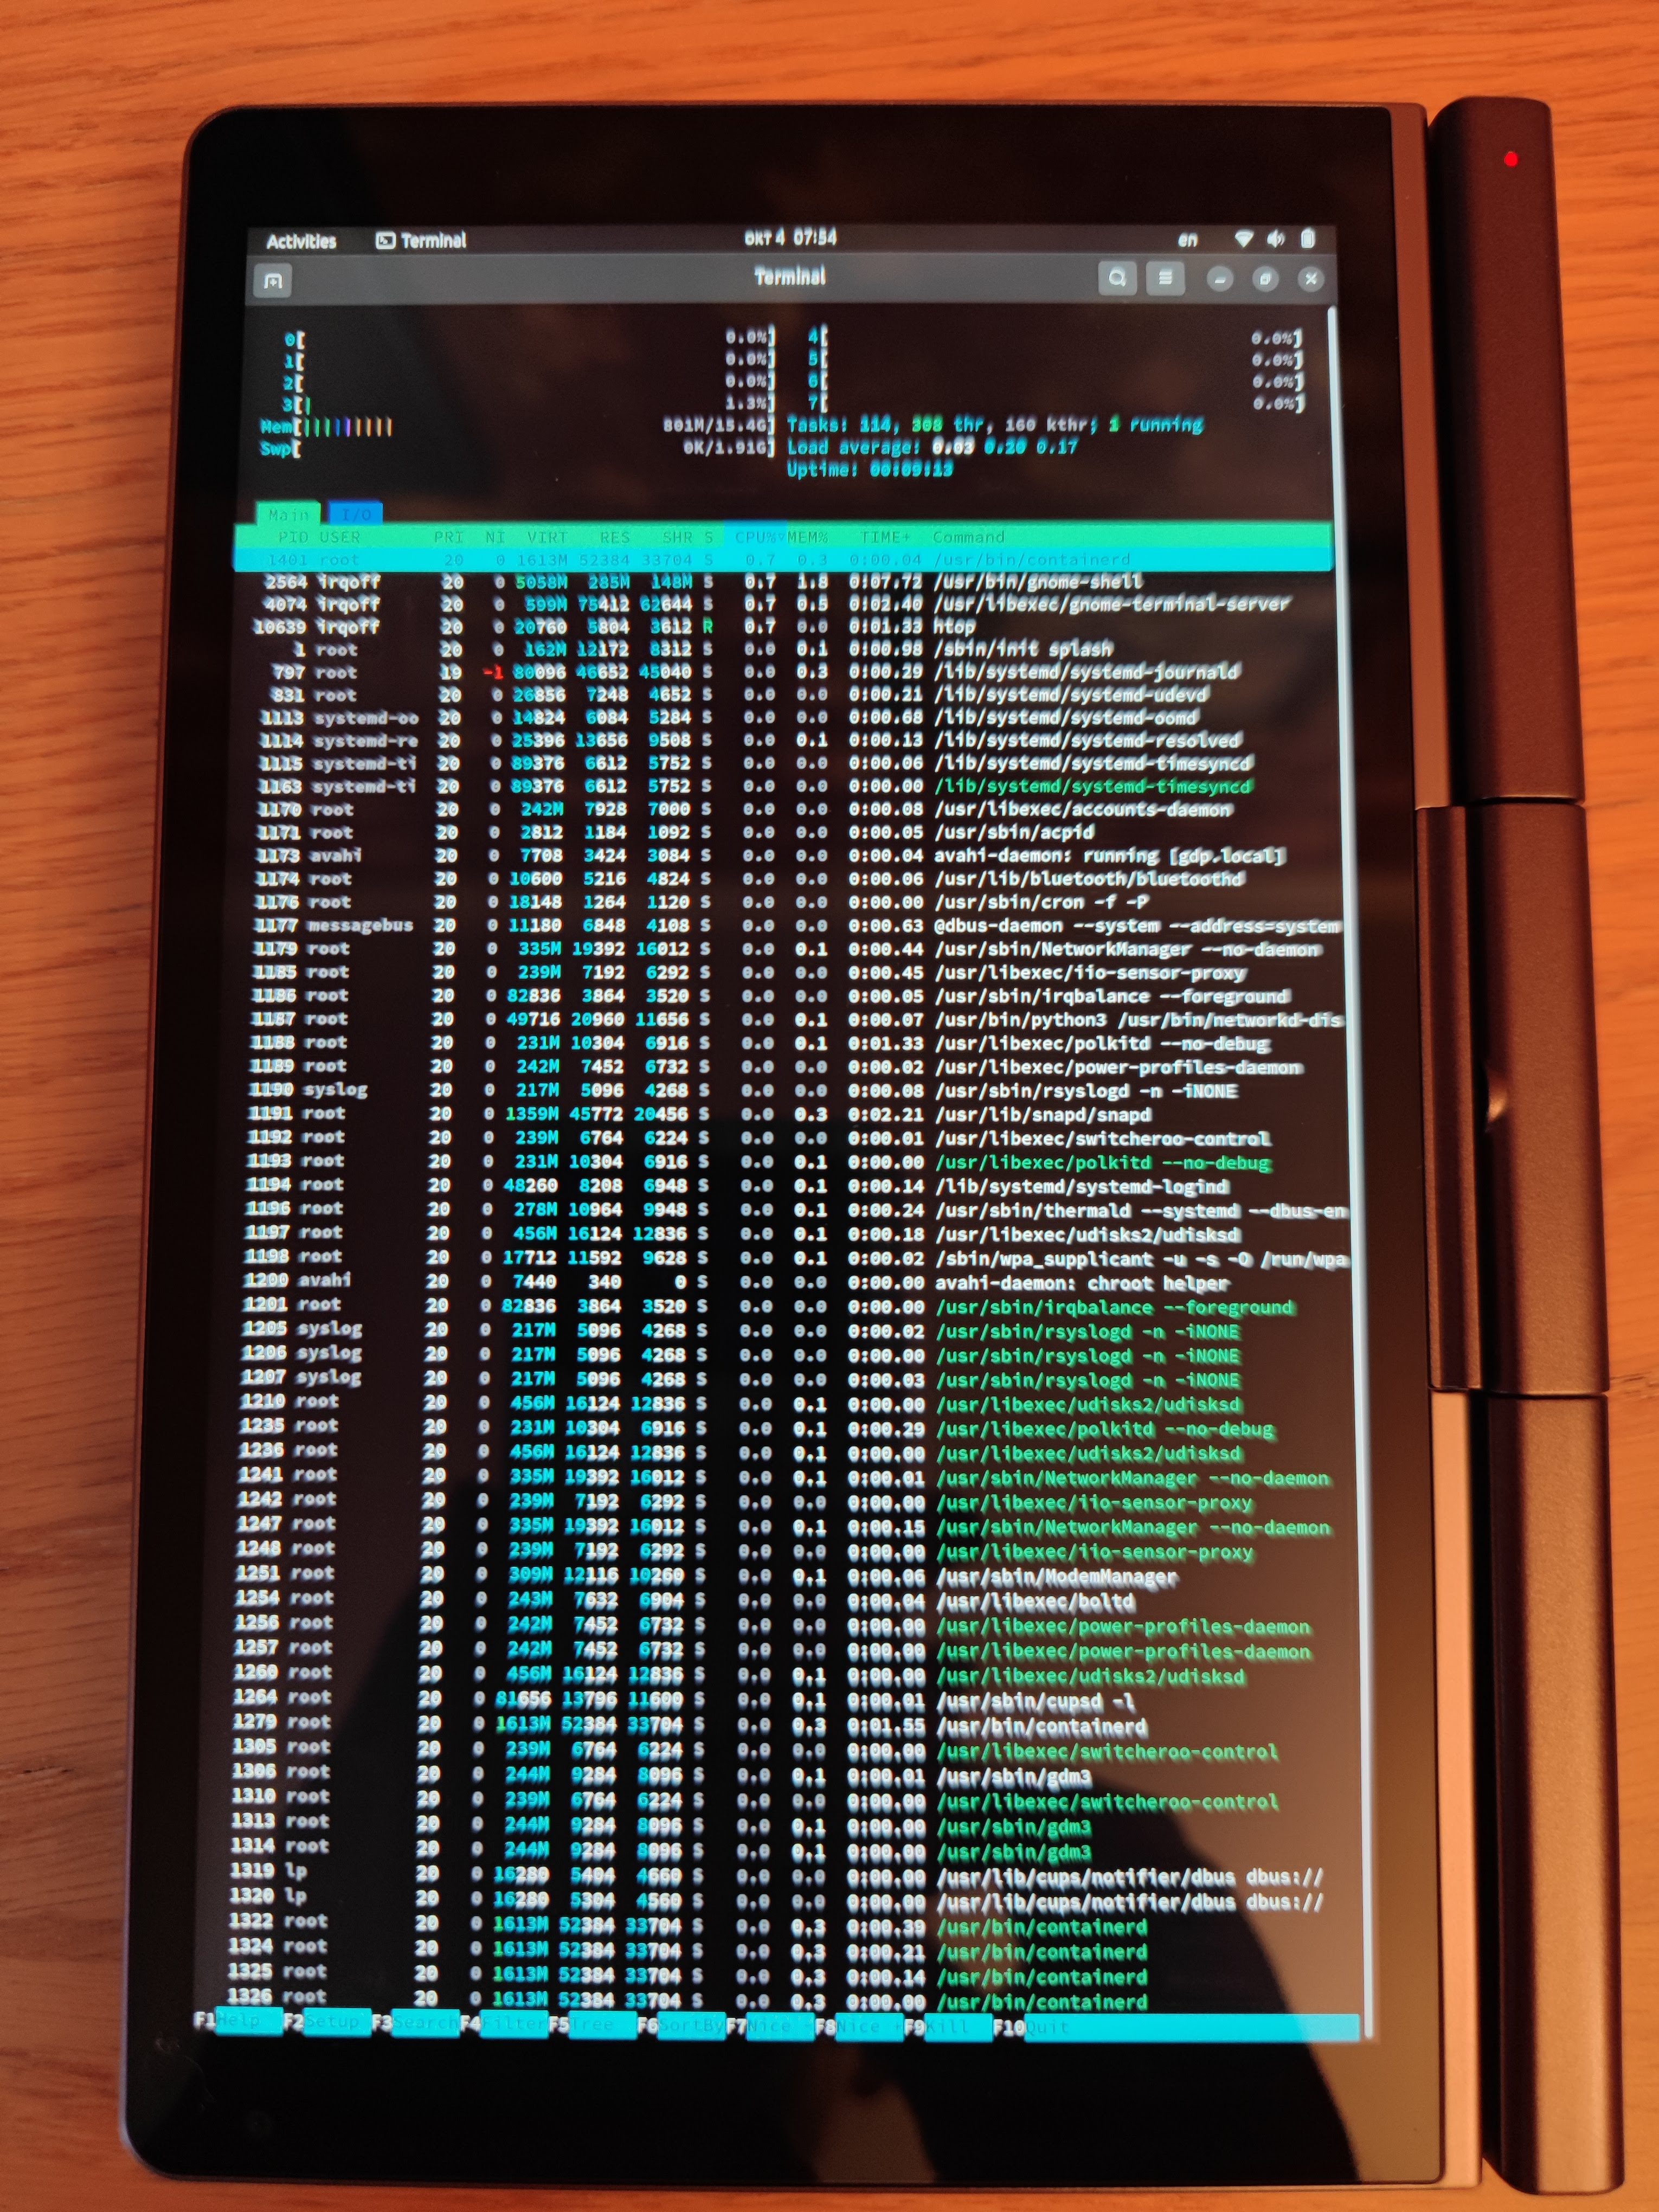 Activities Terminal окт 4 07:54 en
Terminal
0[ 0.0%] 4[ 0.0%]
1[ 0.0%] 5[ 0.0%]
2[ 0.0%] 6[ 0.0%]
3[| 1.3%] 7[ 0.0%]
Mem[|||||||||| 801M/15.4G] Tasks: 114, 308 thr, 160 kthr; 1 running
Swp[ 0K/1.91G] Load average: 0.03 0.20 0.17
Uptime: 00:09:13
Main I/O
PID USER PRI NI VIRT RES SHR S CPU%▽MEM% TIME+ Command
1401 root 20 0 1613M 52384 33704 S 0.7 0.3 0:00.04 /usr/bin/containerd
2564 irqoff 20 0 5058M 285M 148M S 0.7 1.8 0:07.72 /usr/bin/gnome-shell
4074 irqoff 20 0 599M 75412 62644 S 0.7 0.5 0:02.40 /usr/libexec/gnome-terminal-server
10639 irqoff 20 0 20760 5804 3612 R 0.7 0.0 0:01.33 htop
1 root 20 0 162M 12172 8312 S 0.0 0.1 0:00.98 /sbin/init splash
797 root 19 -1 80096 46652 45040 S 0.0 0.3 0:00.29 /lib/systemd/systemd-journald
831 root 20 0 26856 7248 4652 S 0.0 0.0 0:00.21 /lib/systemd/systemd-udevd
1113 systemd-oo 20 0 14824 6084 5284 S 0.0 0.0 0:00.68 /lib/systemd/systemd-oomd
1114 systemd-re 20 0 25396 13656 9508 S 0.0 0.1 0:00.13 /lib/systemd/systemd-resolved
1115 systemd-ti 20 0 89376 6612 5752 S 0.0 0.0 0:00.06 /lib/systemd/systemd-timesyncd
1163 systemd-ti 20 0 89376 6612 5752 S 0.0 0.0 0:00.00 /lib/systemd/systemd-timesyncd
1170 root 20 0 242M 7928 7000 S 0.0 0.0 0:00.08 /usr/libexec/accounts-daemon
1171 root 20 0 2812 1184 1092 S 0.0 0.0 0:00.05 /usr/sbin/acpid
1173 avahi 20 0 7708 3424 3084 S 0.0 0.0 0:00.04 avahi-daemon: running [gdp.local]
1174 root 20 0 10600 5216 4824 S 0.0 0.0 0:00.06 /usr/lib/bluetooth/bluetoothd
1176 root 20 0 18148 1264 1120 S 0.0 0.0 0:00.00 /usr/sbin/cron -f -P
1177 messagebus 20 0 11180 6848 4108 S 0.0 0.0 0:00.63 @dbus-daemon --system --address=system
1179 root 20 0 335M 19392 16012 S 0.0 0.1 0:00.44 /usr/sbin/NetworkManager --no-daemon
1185 root 20 0 239M 7192 6292 S 0.0 0.0 0:00.45 /usr/libexec/iio-sensor-proxy
1186 root 20 0 82836 3864 3520 S 0.0 0.0 0:00.05 /usr/sbin/irqbalance --foreground
1187 root 20 0 49716 20960 11656 S 0.0 0.1 0:00.07 /usr/bin/python3 /usr/bin/networkd-dis
1188 root 20 0 231M 10304 6916 S 0.0 0.1 0:01.33 /usr/libexec/polkitd --no-debug
1189 root 20 0 242M 7452 6732 S 0.0 0.0 0:00.02 /usr/libexec/power-profiles-daemon
1190 syslog 20 0 217M 5096 4268 S 0.0 0.0 0:00.08 /usr/sbin/rsyslogd -n -iNONE
1191 root 20 0 1359M 45772 20456 S 0.0 0.3 0:02.21 /usr/lib/snapd/snapd
1192 root 20 0 239M 6764 6224 S 0.0 0.0 0:00.01 /usr/libexec/switcheroo-control
1193 root 20 0 231M 10304 6916 S 0.0 0.1 0:00.00 /usr/libexec/polkitd --no-debug
1194 root 20 0 48260 8208 6948 S 0.0 0.1 0:00.14 /lib/systemd/systemd-logind
1196 root 20 0 278M 10964 9948 S 0.0 0.1 0:00.24 /usr/sbin/thermald --systemd --dbus-en
1197 root 20 0 456M 16124 12836 S 0.0 0.1 0:00.18 /usr/libexec/udisks2/udisksd
1198 root 20 0 17712 11592 9628 S 0.0 0.1 0:00.02 /sbin/wpa_supplicant -u -s -O /run/wpa
1200 avahi 20 0 7440 340 0 S 0.0 0.0 0:00.00 avahi-daemon: chroot helper
1201 root 20 0 82836 3864 3520 S 0.0 0.0 0:00.00 /usr/sbin/irqbalance --foreground
1205 syslog 20 0 217M 5096 4268 S 0.0 0.0 0:00.02 /usr/sbin/rsyslogd -n -iNONE
1206 syslog 20 0 217M 5096 4268 S 0.0 0.0 0:00.00 /usr/sbin/rsyslogd -n -iNONE
1207 syslog 20 0 217M 5096 4268 S 0.0 0.0 0:00.03 /usr/sbin/rsyslogd -n -iNONE
1210 root 20 0 456M 16124 12836 S 0.0 0.1 0:00.00 /usr/libexec/udisks2/udisksd
1235 root 20 0 231M 10304 6916 S 0.0 0.1 0:00.29 /usr/libexec/polkitd --no-debug
1236 root 20 0 456M 16124 12836 S 0.0 0.1 0:00.00 /usr/libexec/udisks2/udisksd
1241 root 20 0 335M 19392 16012 S 0.0 0.1 0:00.01 /usr/sbin/NetworkManager --no-daemon
1242 root 20 0 239M 7192 6292 S 0.0 0.0 0:00.00 /usr/libexec/iio-sensor-proxy
1247 root 20 0 335M 19392 16012 S 0.0 0.1 0:00.15 /usr/sbin/NetworkManager --no-daemon
1248 root 20 0 239M 7192 6292 S 0.0 0.0 0:00.00 /usr/libexec/iio-sensor-proxy
1251 root 20 0 309M 12116 10260 S 0.0 0.1 0:00.06 /usr/sbin/ModemManager
1254 root 20 0 243M 7632 6904 S 0.0 0.0 0:00.04 /usr/libexec/boltd
1256 root 20 0 242M 7452 6732 S 0.0 0.0 0:00.00 /usr/libexec/power-profiles-daemon
1257 root 20 0 242M 7452 6732 S 0.0 0.0 0:00.00 /usr/libexec/power-profiles-daemon
1260 root 20 0 456M 16124 12836 S 0.0 0.1 0:00.00 /usr/libexec/udisks2/udisksd
1264 root 20 0 81656 13796 11600 S 0.0 0.1 0:00.01 /usr/sbin/cupsd -l
1279 root 20 0 1613M 52384 33704 S 0.0 0.3 0:01.55 /usr/bin/containerd
1305 root 20 0 239M 6764 6224 S 0.0 0.0 0:00.00 /usr/libexec/switcheroo-control
1306 root 20 0 244M 9284 8096 S 0.0 0.1 0:00.01 /usr/sbin/gdm3
1310 root 20 0 239M 6764 6224 S 0.0 0.0 0:00.00 /usr/libexec/switcheroo-control
1313 root 20 0 244M 9284 8096 S 0.0 0.1 0:00.00 /usr/sbin/gdm3
1314 root 20 0 244M 9284 8096 S 0.0 0.1 0:00.00 /usr/sbin/gdm3
1319 lp 20 0 16280 5404 4660 S 0.0 0.0 0:00.00 /usr/lib/cups/notifier/dbus dbus://
1320 lp 20 0 16280 5304 4560 S 0.0 0.0 0:00.00 /usr/lib/cups/notifier/dbus dbus://
1322 root 20 0 1613M 52384 33704 S 0.0 0.3 0:00.39 /usr/bin/containerd
1324 root 20 0 1613M 52384 33704 S 0.0 0.3 0:00.21 /usr/bin/containerd
1325 root 20 0 1613M 52384 33704 S 0.0 0.3 0:00.14 /usr/bin/containerd
1326 root 20 0 1613M 52384 33704 S 0.0 0.3 0:00.00 /usr/bin/containerd
F1Help F2Setup F3SearchF4FilterF5Tree F6SortByF7Nice -F8Nice +F9Kill F10Quit